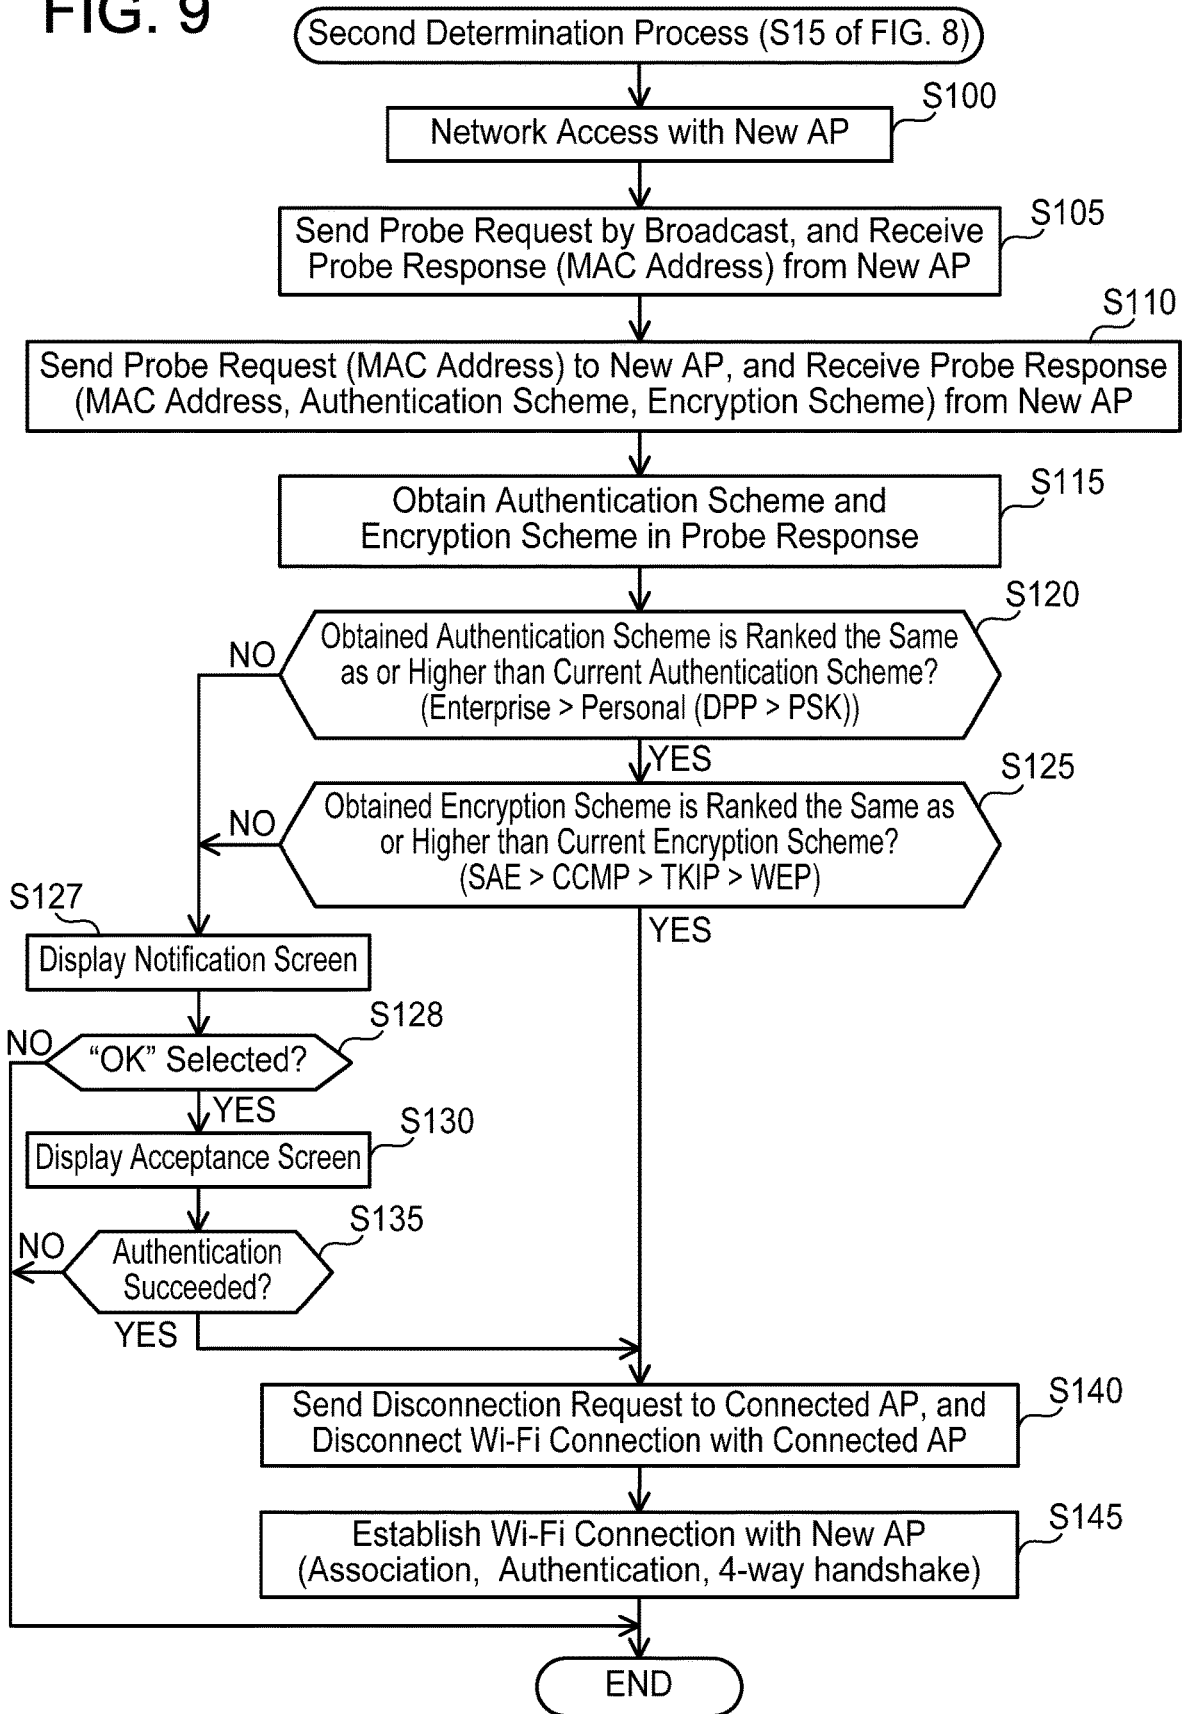 FIG. 9
Second Determination Process (S15 of FIG. 8)
S100
Network Access with New AP
S105
Send Probe Request by Broadcast, and Receive
Probe Response (MAC Address) from New AP
S110
Send Probe Request (MAC Address) to New AP, and Receive Probe Response
(MAC Address, Authentication Scheme, Encryption Scheme) from New AP
S115
Obtain Authentication Scheme and
Encryption Scheme in Probe Response
S120
Obtained Authentication Scheme is Ranked the Same
as or Higher than Current Authentication Scheme?
(Enterprise > Personal (DPP > PSK))
NO
YES
S125
Obtained Encryption Scheme is Ranked the Same as
or Higher than Current Encryption Scheme?
(SAE > CCMP > TKIP > WEP)
NO
YES
S127
Display Notification Screen
S128
NO
“OK” Selected?
YES
S130
Display Acceptance Screen
S135
NO
Authentication
Succeeded?
YES
S140
Send Disconnection Request to Connected AP, and
Disconnect Wi-Fi Connection with Connected AP
S145
Establish Wi-Fi Connection with New AP
(Association, Authentication, 4-way handshake)
END